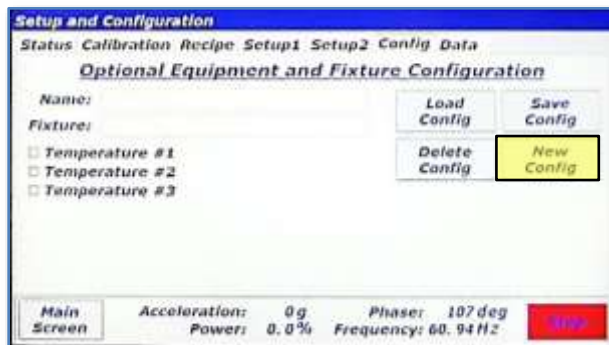 Setup and Configuration
Status Calibration Recipe Setup1 Setup2 Config Data
Optional Equipment and Fixture Configuration
Name:
Fixture:
Load Config
Save Config
Temperature #1
Temperature #2
Temperature #3
Delete Config
New Config
Main Screen
Acceleration: 0g Phase: 107deg
Power: 0.0% Frequency: 60.94Hz
Stop